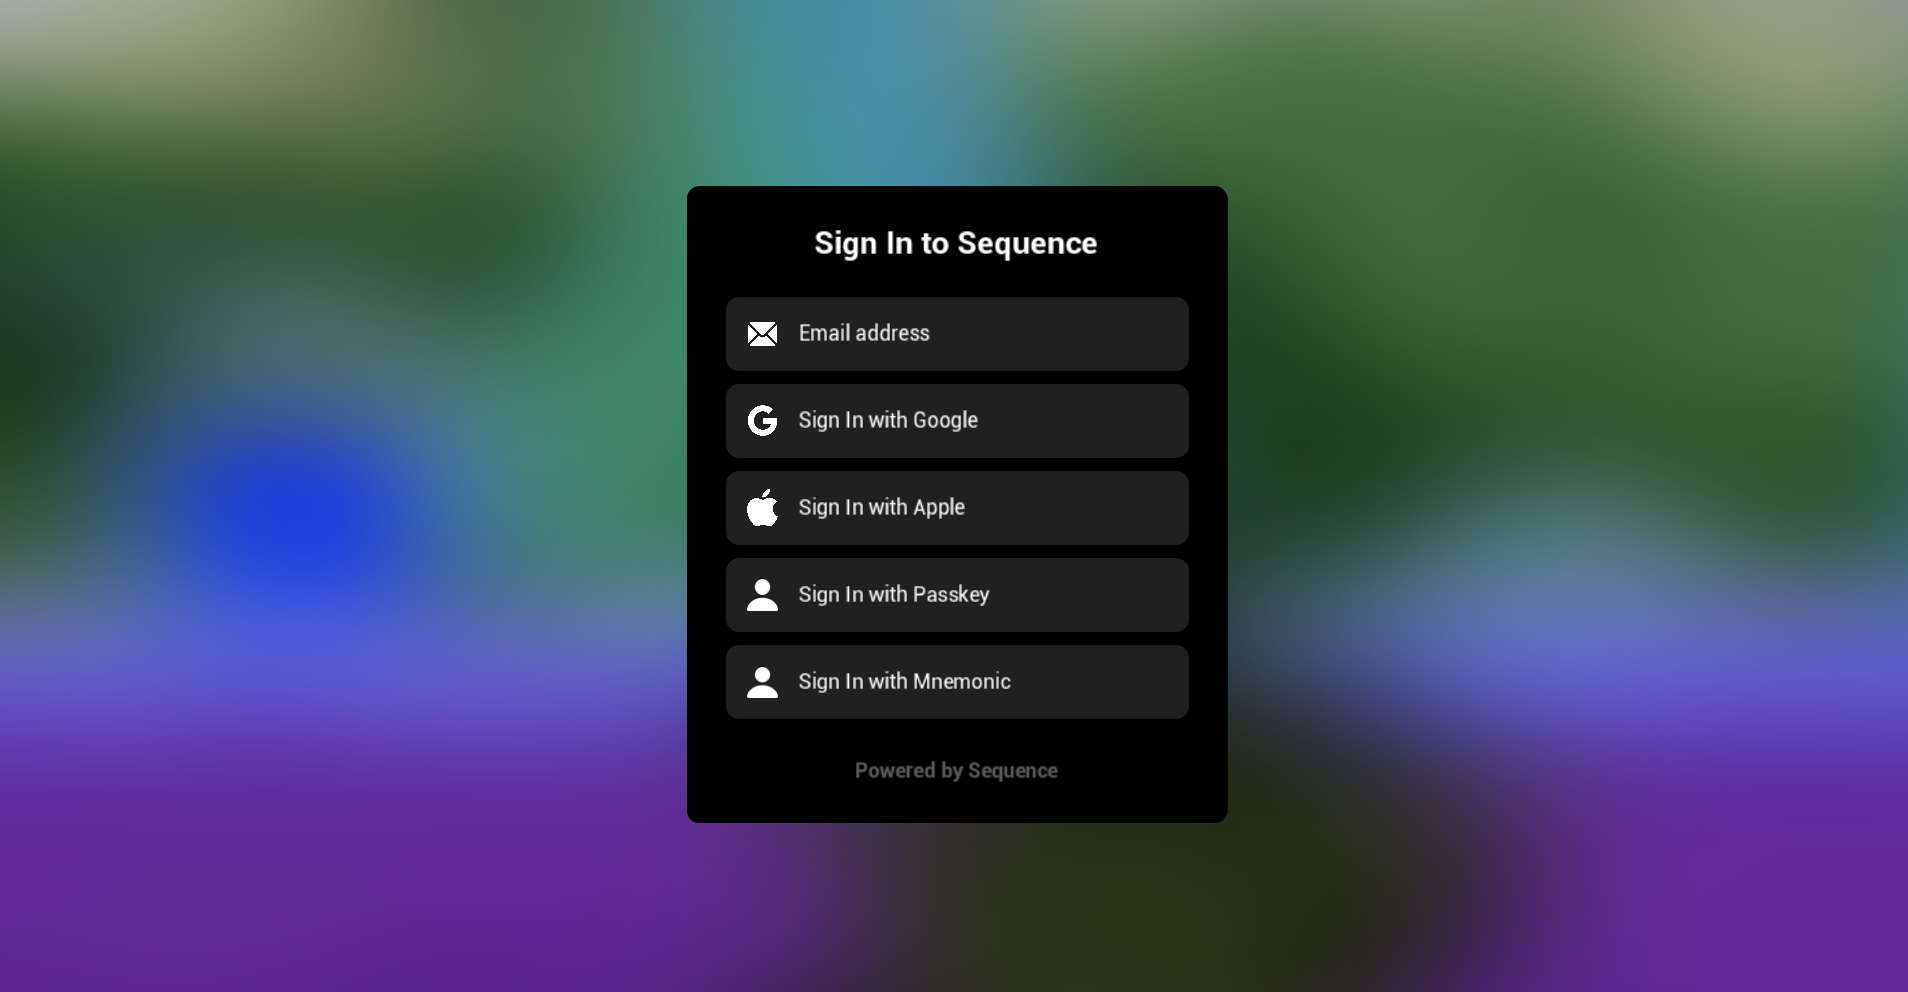 Sign In to Sequence
Email address
Sign In with Google
Sign In with Apple
Sign In with Passkey
Sign In with Mnemonic
Powered by Sequence